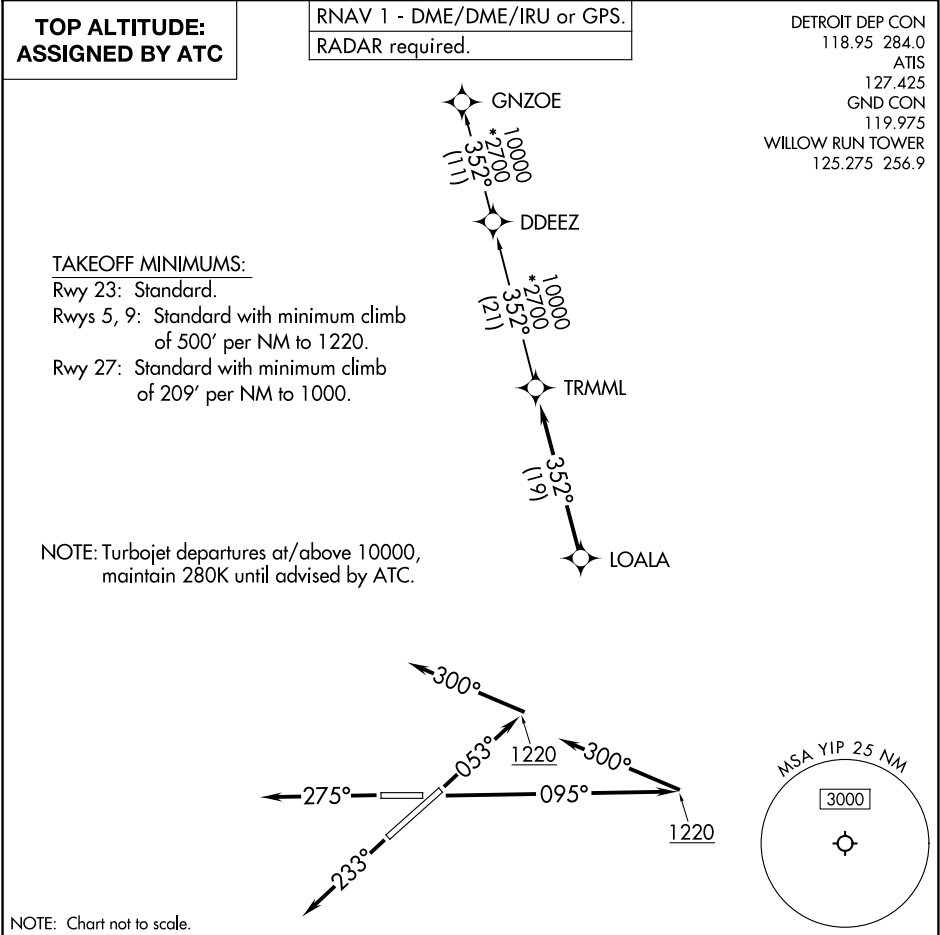 TOP ALTITUDE:
ASSIGNED BY ATC
RNAV 1 - DME/DME/IRU or GPS.
RADAR required.
DETROIT DEP CON
118.95 284.0
ATIS
127.425
GND CON
119.975
WILLOW RUN TOWER
125.275 256.9
GNZOE
10000
*2700
352°
(11)
DDEEZ
10000
*2700
352°
(21)
TRMML
352°
(19)
LOALA
TAKEOFF MINIMUMS:
Rwy 23: Standard.
Rwys 5, 9: Standard with minimum climb
of 500' per NM to 1220.
Rwy 27: Standard with minimum climb
of 209' per NM to 1000.
NOTE: Turbojet departures at/above 10000,
maintain 280K until advised by ATC.
300°
053°
1220
300°
275°
095°
1220
233°
MSA YIP 25 NM
3000
NOTE: Chart not to scale.